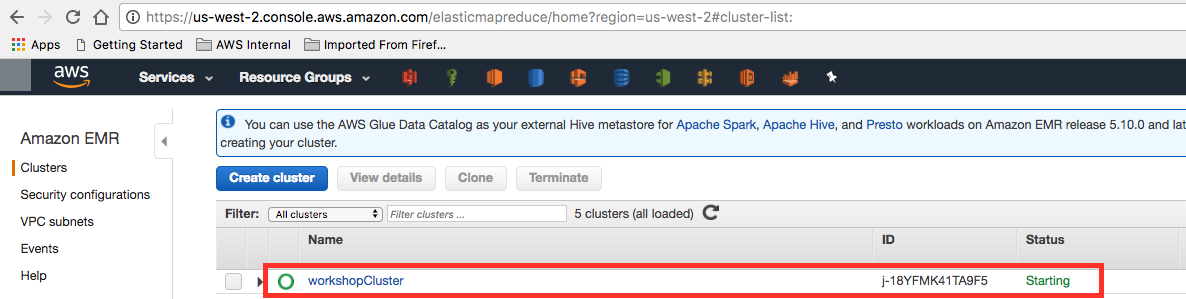 https://us-west-2.console.aws.amazon.com/elasticmapreduce/home?region=us-west-2#cluster-list:
Apps Getting Started AWS Internal Imported From Firef...
aws Services Resource Groups
Amazon EMR
Clusters
Security configurations
VPC subnets
Events
Help
You can use the AWS Glue Data Catalog as your external Hive metastore for Apache Spark, Apache Hive, and Presto workloads on Amazon EMR release 5.10.0 and lat
creating your cluster.
Create cluster View details Clone Terminate
Filter: All clusters Filter clusters ... 5 clusters (all loaded)
Name ID Status
workshopCluster j-18YFMK41TA9F5 Starting